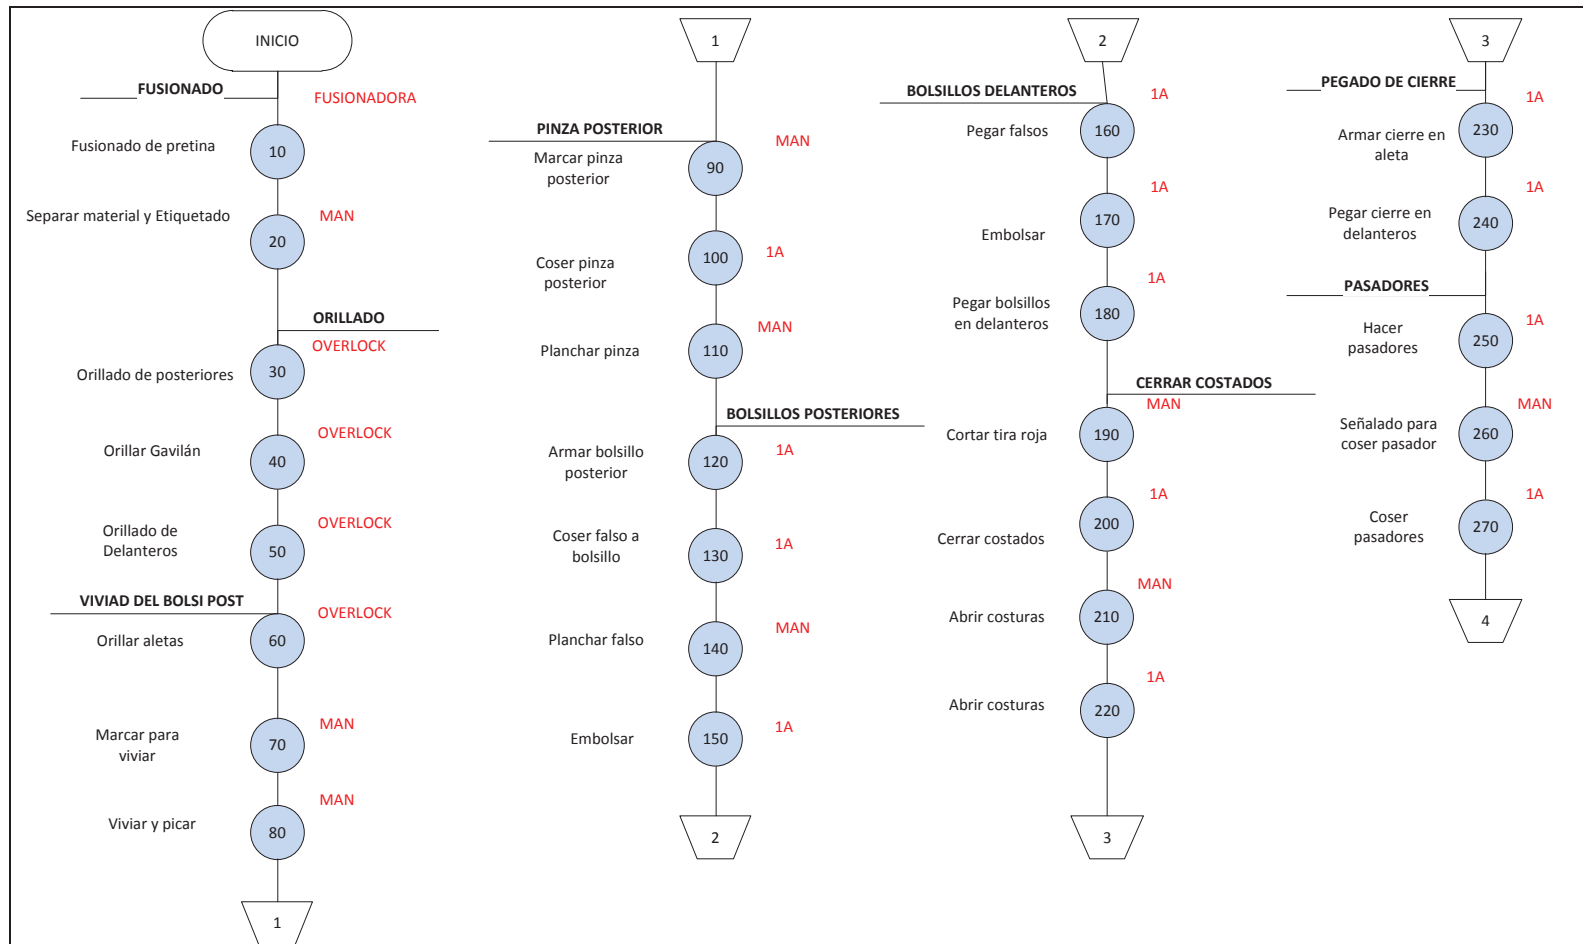 INICIO
FUSIONADO
FUSIONADORA
Fusionado de pretina
10
Separar material y Etiquetado
MAN
20
ORILLADO
OVERLOCK
Orillado de posteriores
30
OVERLOCK
Orillar Gavilán
40
OVERLOCK
Orillado de
Delanteros
50
VIVIAD DEL BOLSI POST
OVERLOCK
Orillar aletas
60
MAN
Marcar para
viviar
70
MAN
Viviar y picar
80
1
1
PINZA POSTERIOR
MAN
Marcar pinza
posterior
90
1A
Coser pinza
posterior
100
MAN
Planchar pinza
110
BOLSILLOS POSTERIORES
Armar bolsillo
posterior
120
1A
Coser falso a
bolsillo
130
1A
Planchar falso
140
MAN
Embolsar
150
1A
2
2
BOLSILLOS DELANTEROS
1A
Pegar falsos
160
1A
Embolsar
170
1A
Pegar bolsillos
en delanteros
180
CERRAR COSTADOS
MAN
Cortar tira roja
190
1A
Cerrar costados
200
MAN
Abrir costuras
210
1A
Abrir costuras
220
3
3
PEGADO DE CIERRE
1A
Armar cierre en
aleta
230
1A
Pegar cierre en
delanteros
240
PASADORES
1A
Hacer
pasadores
250
MAN
Señalado para
coser pasador
260
1A
Coser
pasadores
270
4